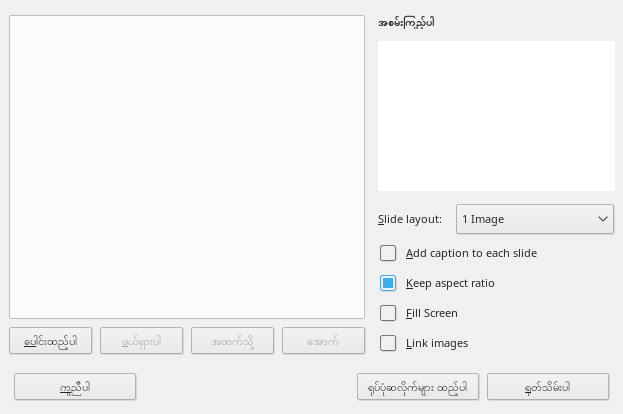 အစမ်းကြည့်ပါ
Slide layout:
1 Image
Add caption to each slide
Keep aspect ratio
Fill Screen
Link images
ပေါင်းထည့်ပါ
ဖယ်ရှားပါ
အထက်သို့
အောက်
ကူညီပါ
ရုပ်ပုံဆလိုက်များ ထည့်ပါ
ရုတ်သိမ်းပါ